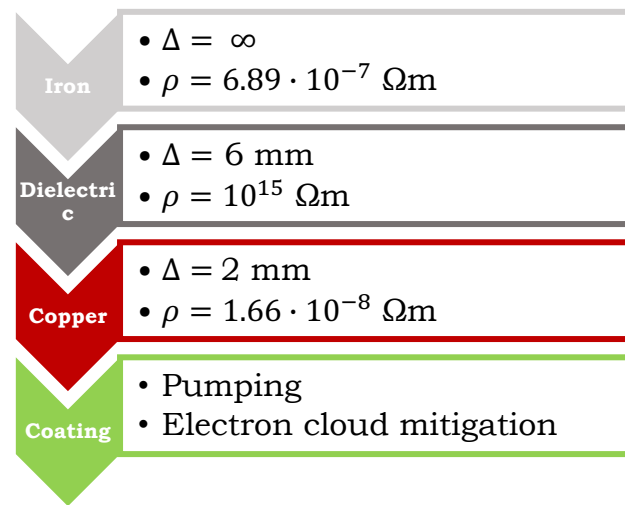 Iron
• Δ = ∞
• ρ = 6.89 · 10⁻⁷ Ωm
Dielectri
c
• Δ = 6 mm
• ρ = 10¹⁵ Ωm
Copper
• Δ = 2 mm
• ρ = 1.66 · 10⁻⁸ Ωm
Coating
• Pumping
• Electron cloud mitigation